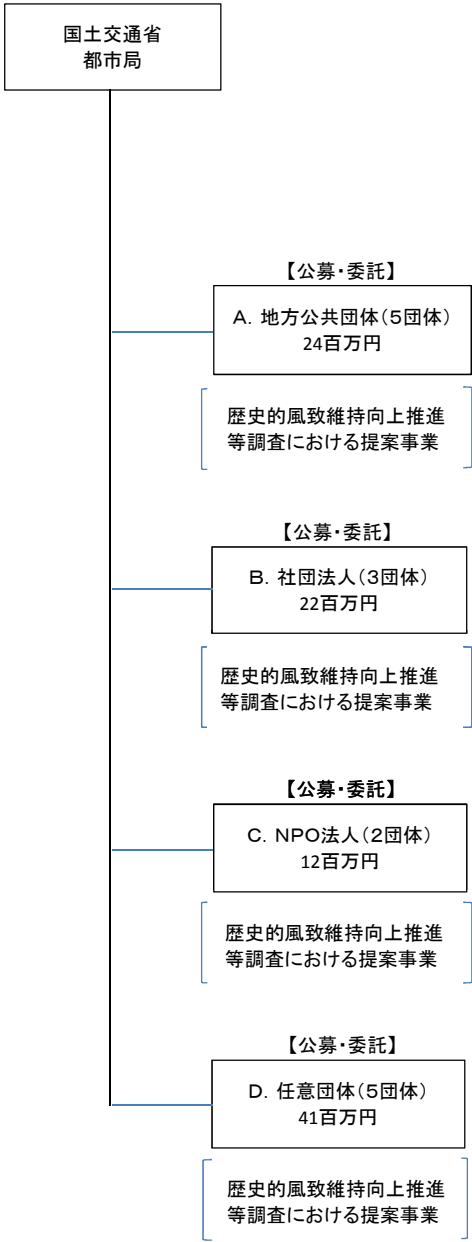 国土交通省
都市局
【公募・委託】
A．地方公共団体（5団体）
24百万円
歴史的風致維持向上推進
等調査における提案事業
【公募・委託】
B．社団法人（3団体）
22百万円
歴史的風致維持向上推進
等調査における提案事業
【公募・委託】
C．NPO法人（2団体）
12百万円
歴史的風致維持向上推進
等調査における提案事業
【公募・委託】
D．任意団体（5団体）
41百万円
歴史的風致維持向上推進
等調査における提案事業